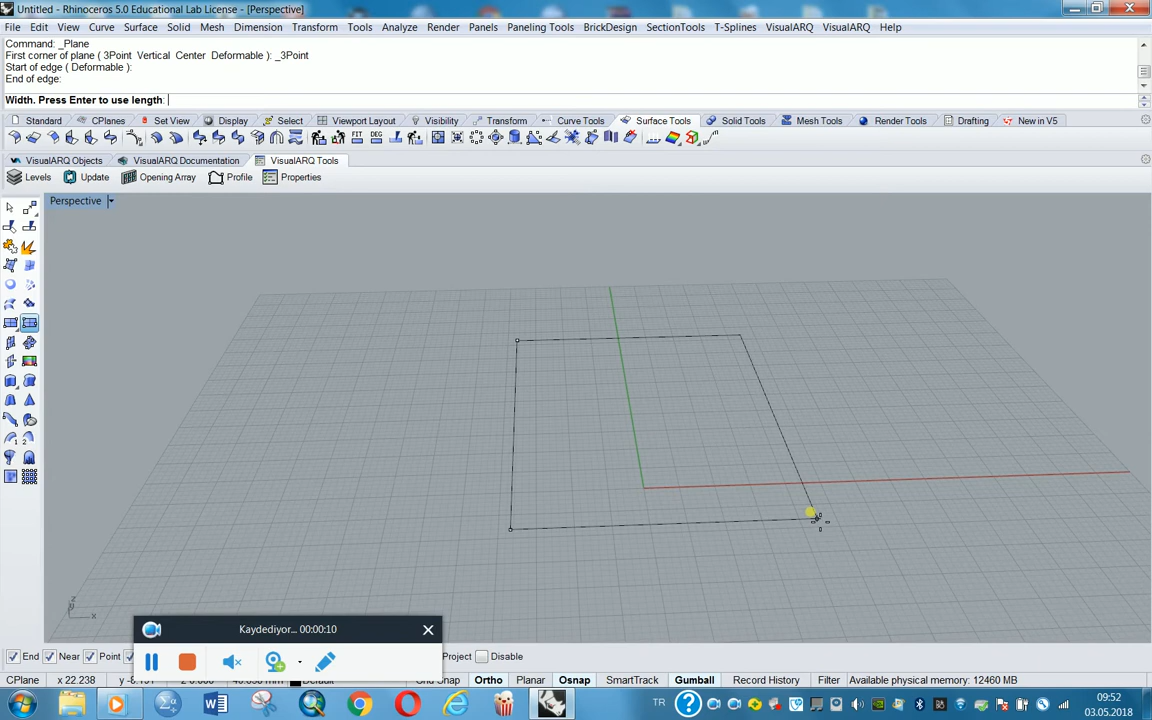 Untitled - Rhinoceros 5.0 Educational Lab License - [Perspective]
File Edit View Curve Surface Solid Mesh Dimension Transform Tools Analyze Render Panels Paneling Tools BrickDesign SectionTools T-Splines VisualARQ VisualARQ Help
Command: _Plane
First corner of plane ( 3Point Vertical Center Deformable ): _3Point
Start of edge ( Deformable ):
End of edge:
Width. Press Enter to use length:
Standard CPlanes Set View Display Select Viewport Layout Visibility Transform Curve Tools Surface Tools Solid Tools Mesh Tools Render Tools Drafting New in V5
FIT DEG
VisualARQ Objects VisualARQ Documentation VisualARQ Tools
Levels Update Opening Array Profile Properties
Perspective
z
x
Kaydediyor... 00:00:10
End Near Point Project Disable
CPlane x 22.238 Ortho Planar Osnap SmartTrack Gumball Record History Filter Available physical memory: 12460 MB
TR 09:52
03.05.2018